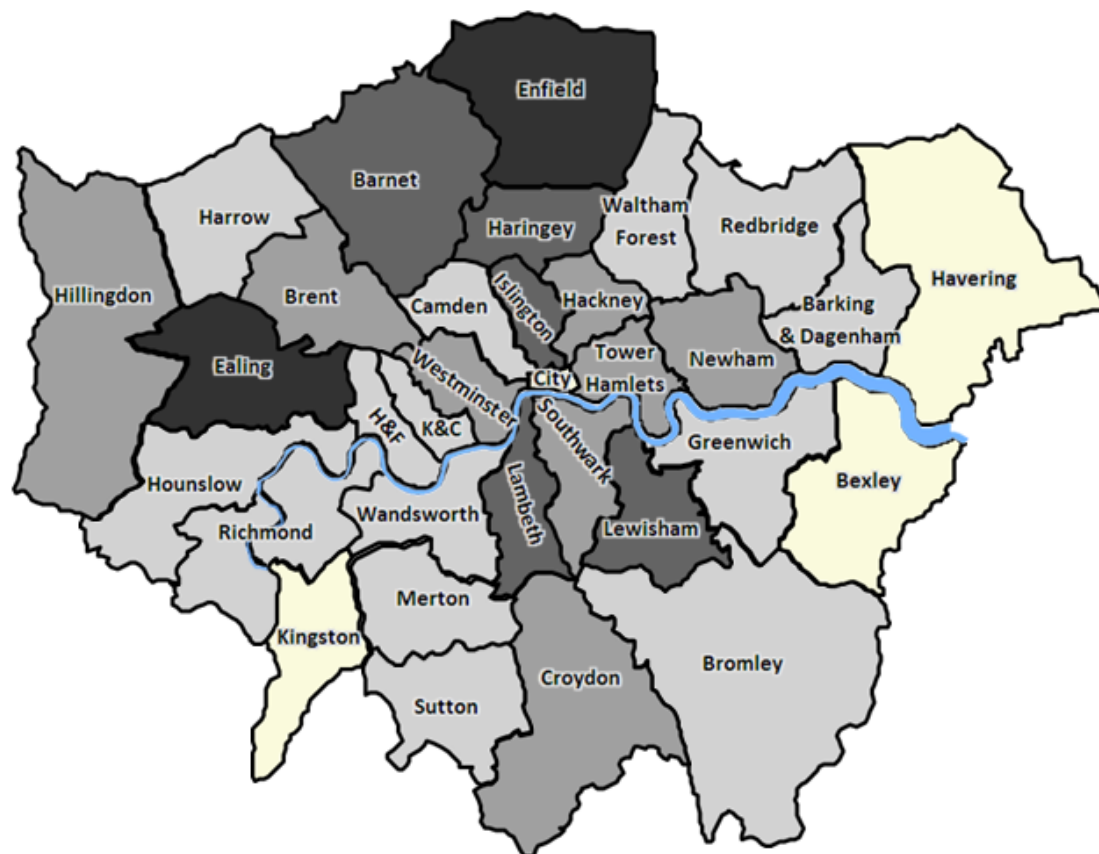 Enfield
Barnet
Harrow
Haringey
Waltham
Forest
Redbridge
Havering
Hillingdon
Brent
Camden
Islington
Hackney
Barking
& Dagenham
Ealing
Westminster
City
Tower
Hamlets
Newham
H&F
K&C
Southwark
Greenwich
Hounslow
Richmond
Wandsworth
Lambeth
Lewisham
Bexley
Kingston
Merton
Sutton
Croydon
Bromley